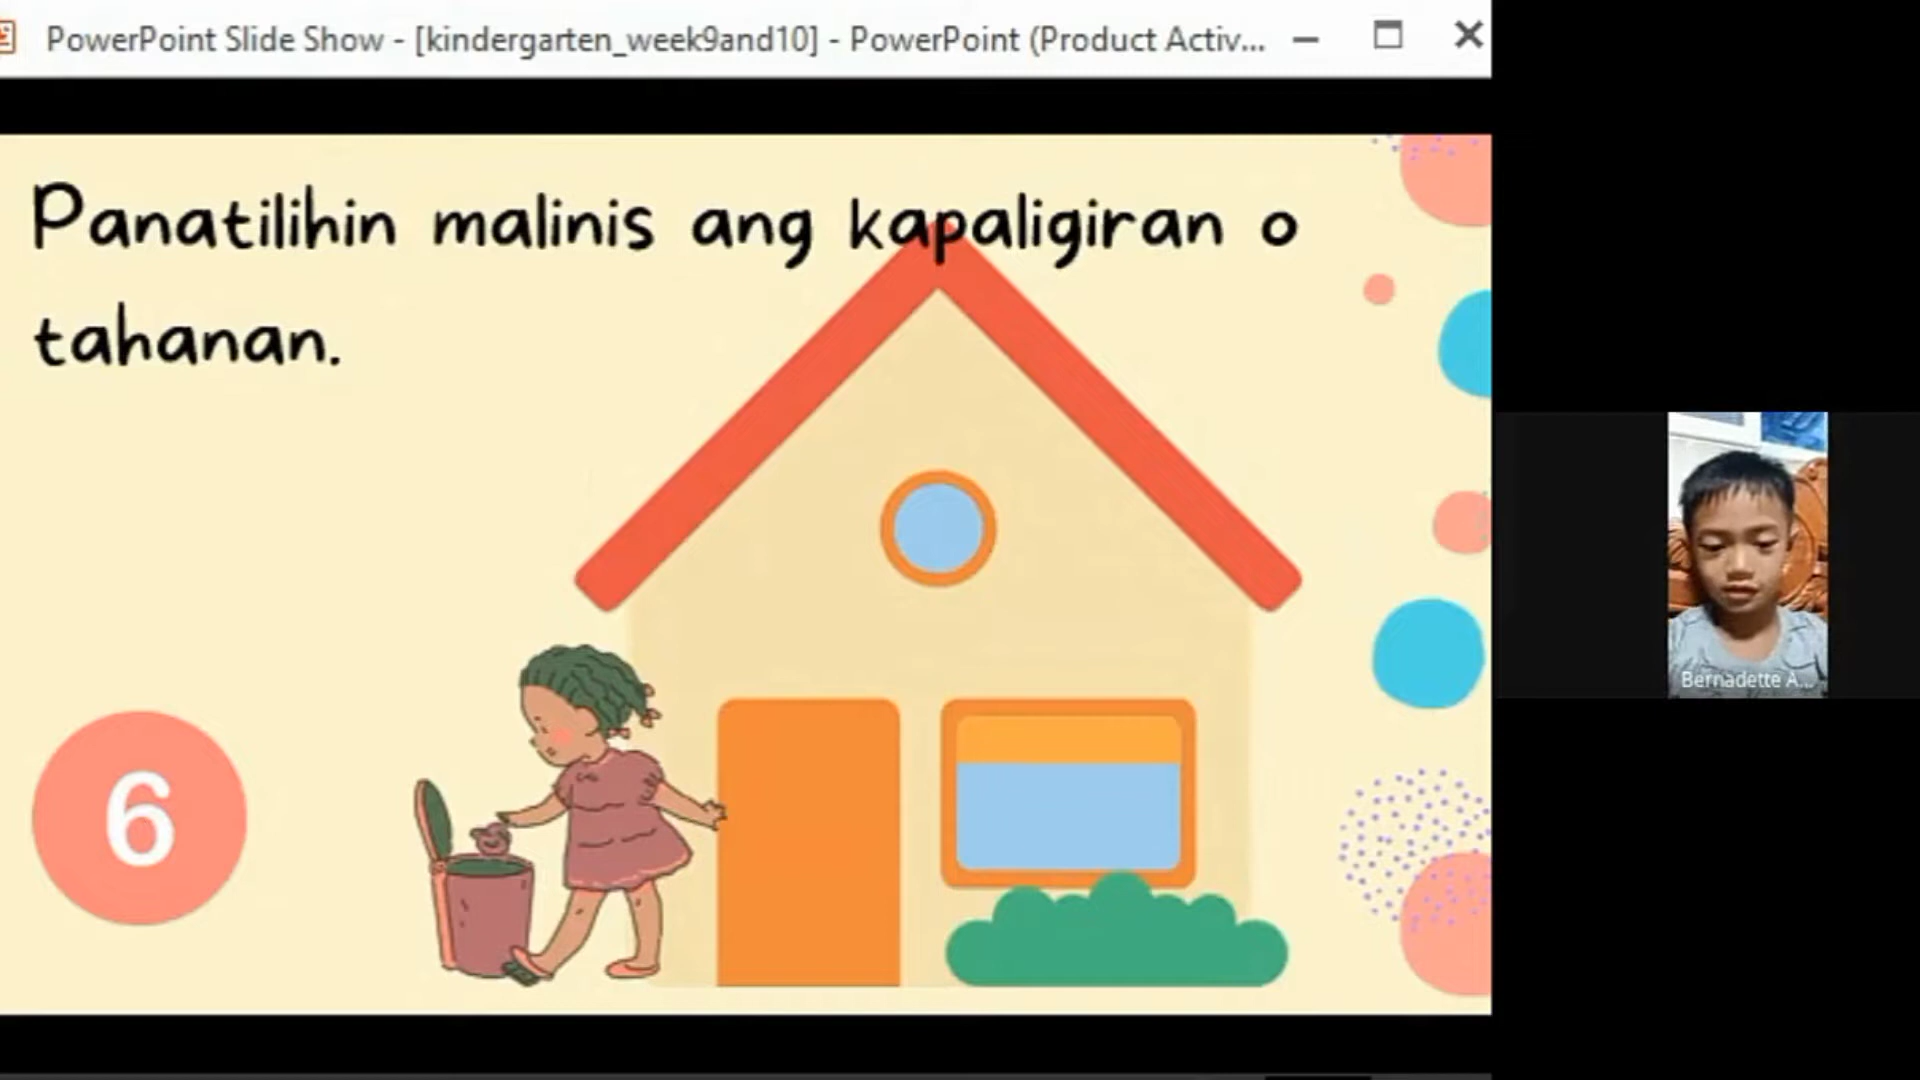 PowerPoint Slide Show - [kindergarten_week9and10] - PowerPoint (Product Activ...
Panatilihin malinis ang kapaligiran o
tahanan.
6
Bernadette A...